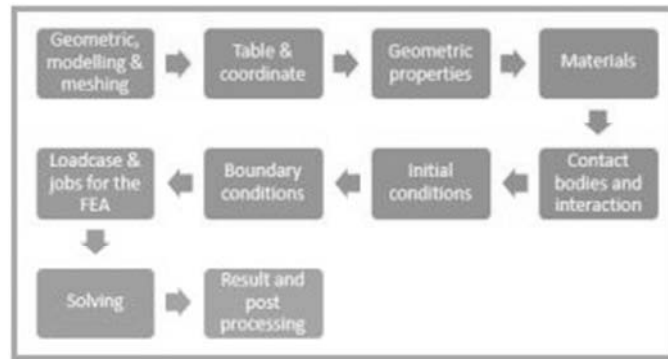 Geometric,
modelling &
meshing
Table &
coordinate
Geometric
properties
Materials
Contact
bodies and
interaction
Initial
conditions
Boundary
conditions
Loadcase &
jobs for the
FEA
Solving
Result and
post
processing